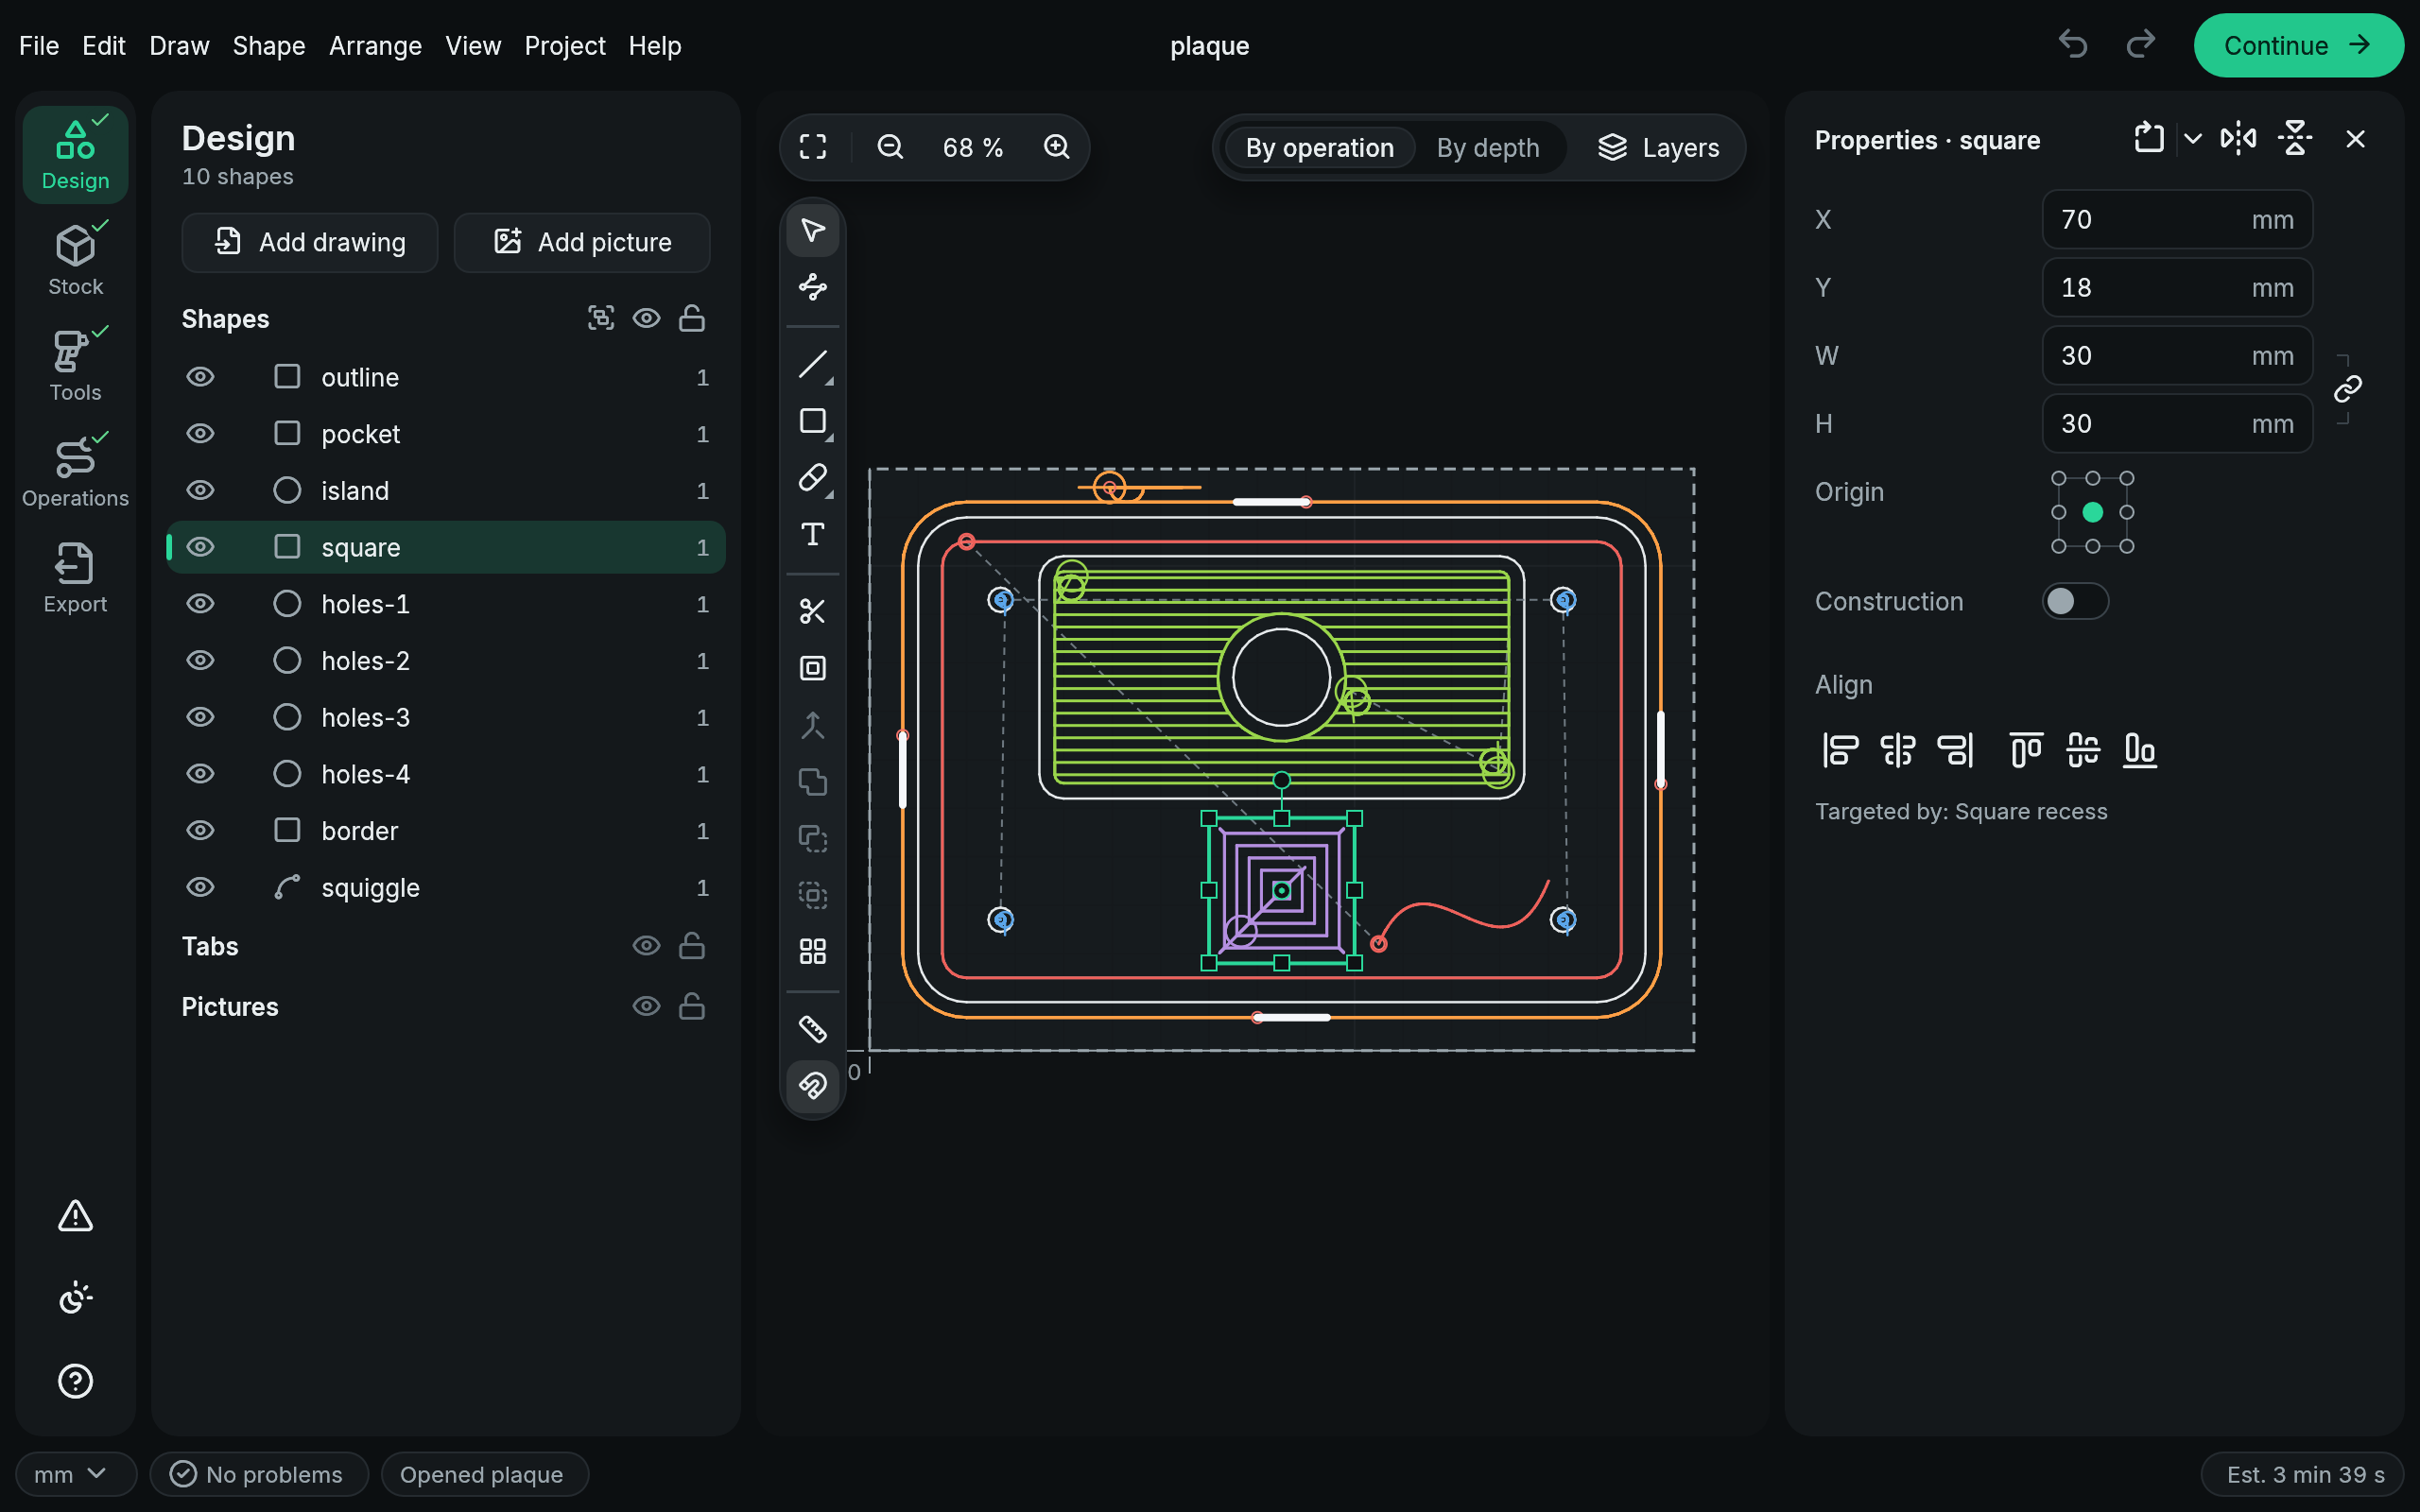 File Edit Draw Shape Arrange View Project Help
plaque
Continue
Design
Stock
Tools
Operations
Export
Design
10 shapes
Add drawing
Add picture
Shapes
outline 1
pocket 1
island 1
square 1
holes-1 1
holes-2 1
holes-3 1
holes-4 1
border 1
squiggle 1
Tabs
Pictures
68 %
By operation
By depth
Layers
0
Properties · square
X 70 mm
Y 18 mm
W 30 mm
H 30 mm
Origin
Construction
Align
Targeted by: Square recess
mm
No problems
Opened plaque
Est. 3 min 39 s